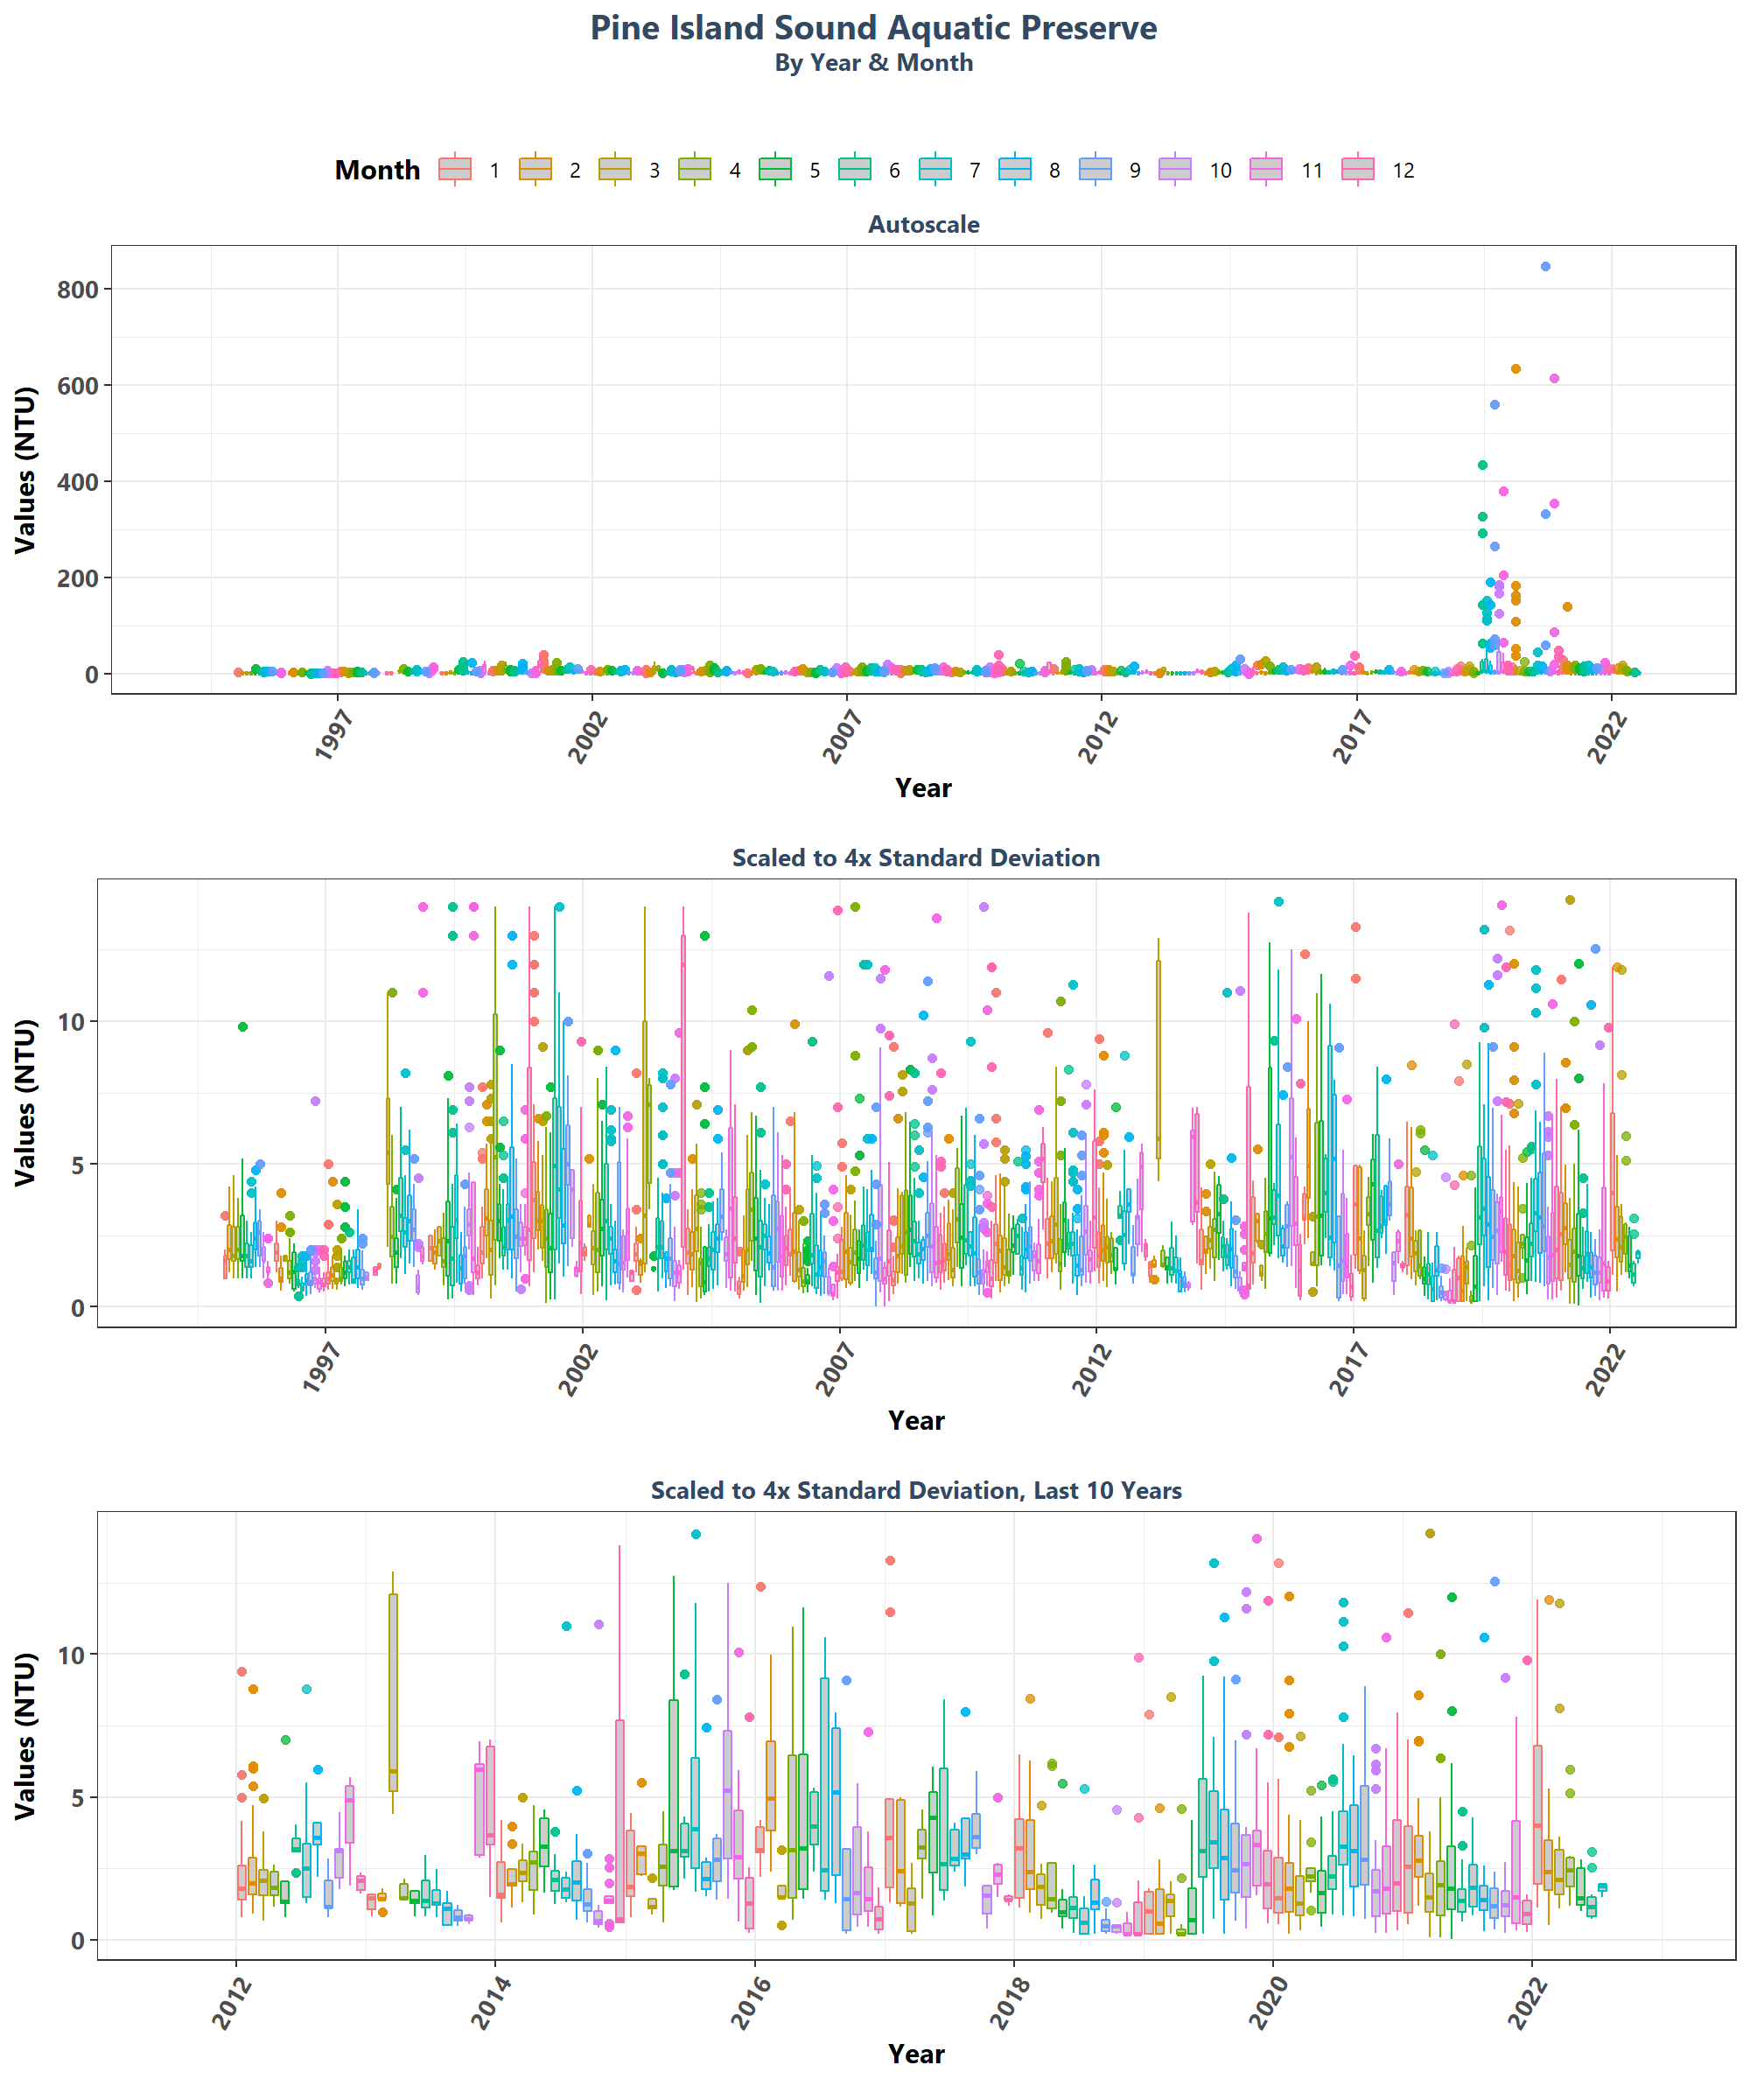 Pine Island Sound Aquatic Preserve
By Year & Month
Month 1 2 3 4 5 6 7 8 9 10 11 12
Autoscale
Values (NTU)
800
600
400
200
0
1997 2002 2007 2012 2017 2022
Year
Scaled to 4x Standard Deviation
Values (NTU)
10
5
0
1997 2002 2007 2012 2017 2022
Year
Scaled to 4x Standard Deviation, Last 10 Years
Values (NTU)
10
5
0
2012 2014 2016 2018 2020 2022
Year